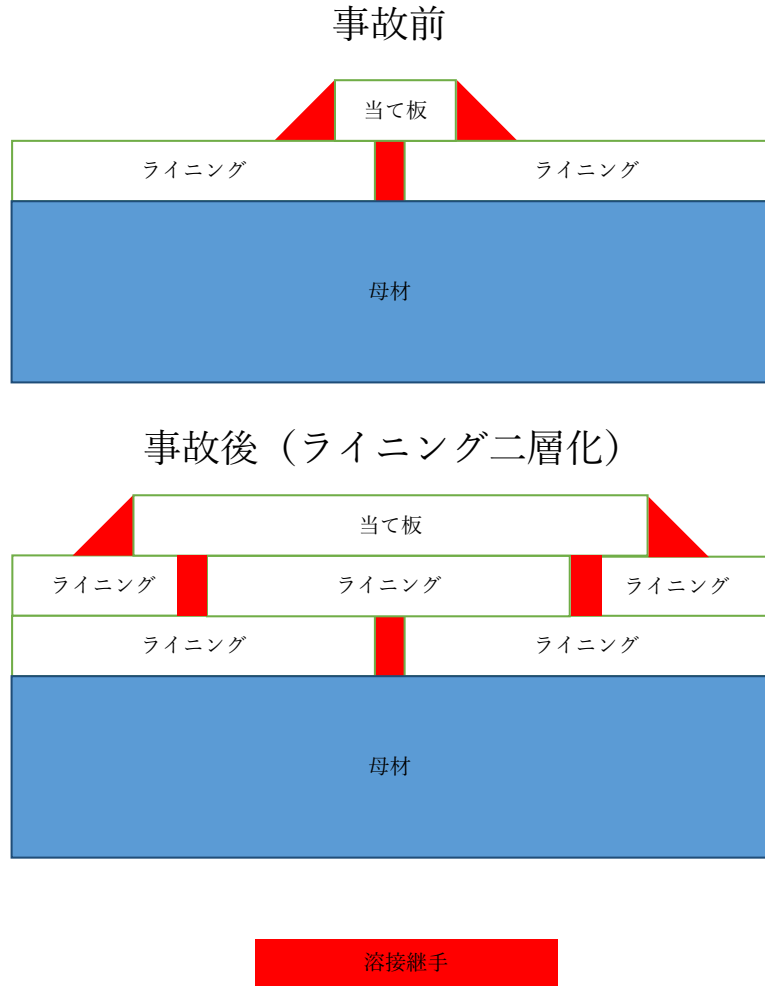 事故前
当て板
ライニング ライニング
母材
事故後（ライニング二層化）
当て板
ライニング ライニング ライニング
ライニング ライニング
母材
溶接継手